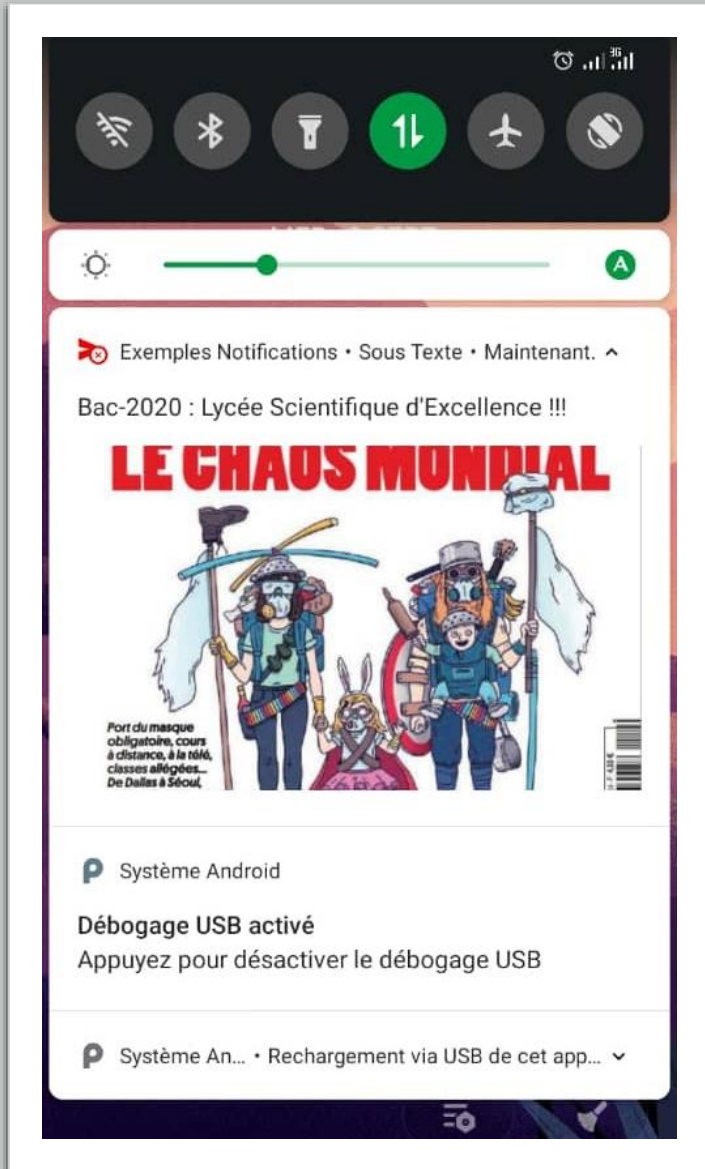 3G
A
Exemples Notifications • Sous Texte • Maintenant.
Bac-2020 : Lycée Scientifique d'Excellence !!!
LE CHAOS MONDIAL
Port du masque
obligatoire, cours
à distance, à la télé,
classes allégées...
De Dallas à Séoul,
Système Android
Débogage USB activé
Appuyez pour désactiver le débogage USB
Système An... • Rechargement via USB de cet app...